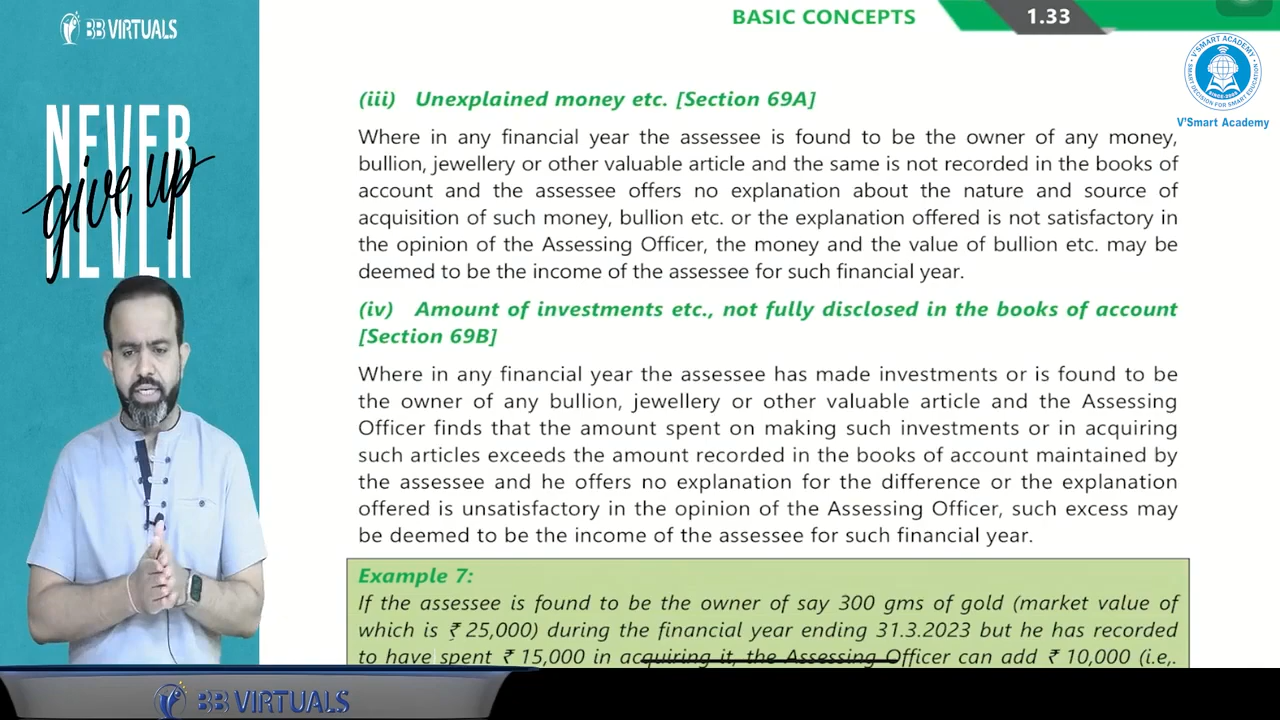 BB VIRTUALS
BASIC CONCEPTS 1.33
V'SMART ACADEMY
SMART DECISION FOR SMART EDUCATION
V'Smart Academy
NEVER
give up
NEVER
(iii) Unexplained money etc. [Section 69A]
Where in any financial year the assessee is found to be the owner of any money,
bullion, jewellery or other valuable article and the same is not recorded in the books of
account and the assessee offers no explanation about the nature and source of
acquisition of such money, bullion etc. or the explanation offered is not satisfactory in
the opinion of the Assessing Officer, the money and the value of bullion etc. may be
deemed to be the income of the assessee for such financial year.
(iv) Amount of investments etc., not fully disclosed in the books of account
[Section 69B]
Where in any financial year the assessee has made investments or is found to be
the owner of any bullion, jewellery or other valuable article and the Assessing
Officer finds that the amount spent on making such investments or in acquiring
such articles exceeds the amount recorded in the books of account maintained by
the assessee and he offers no explanation for the difference or the explanation
offered is unsatisfactory in the opinion of the Assessing Officer, such excess may
be deemed to be the income of the assessee for such financial year.
Example 7:
If the assessee is found to be the owner of say 300 gms of gold (market value of
which is ₹ 25,000) during the financial year ending 31.3.2023 but he has recorded
to have spent ₹ 15,000 in acquiring it, the Assessing Officer can add ₹ 10,000 (i.e,.
BB VIRTUALS